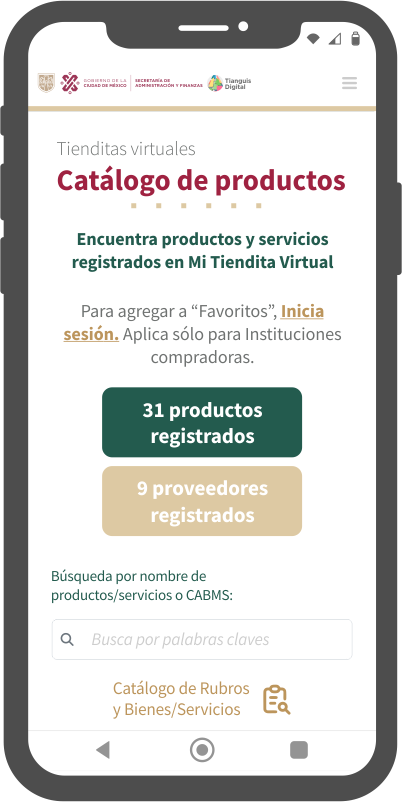 GOBIERNO DE LA
CIUDAD DE MÉXICO
SECRETARÍA DE
ADMINISTRACIÓN Y FINANZAS
Tianguis
Digital
Tienditas virtuales
Catálogo de productos
Encuentra productos y servicios
registrados en Mi Tiendita Virtual
Para agregar a “Favoritos”, Inicia
sesión. Aplica sólo para Instituciones
compradoras.
31 productos
registrados
9 proveedores
registrados
Búsqueda por nombre de
productos/servicios o CABMS:
Busca por palabras claves
Catálogo de Rubros
y Bienes/Servicios